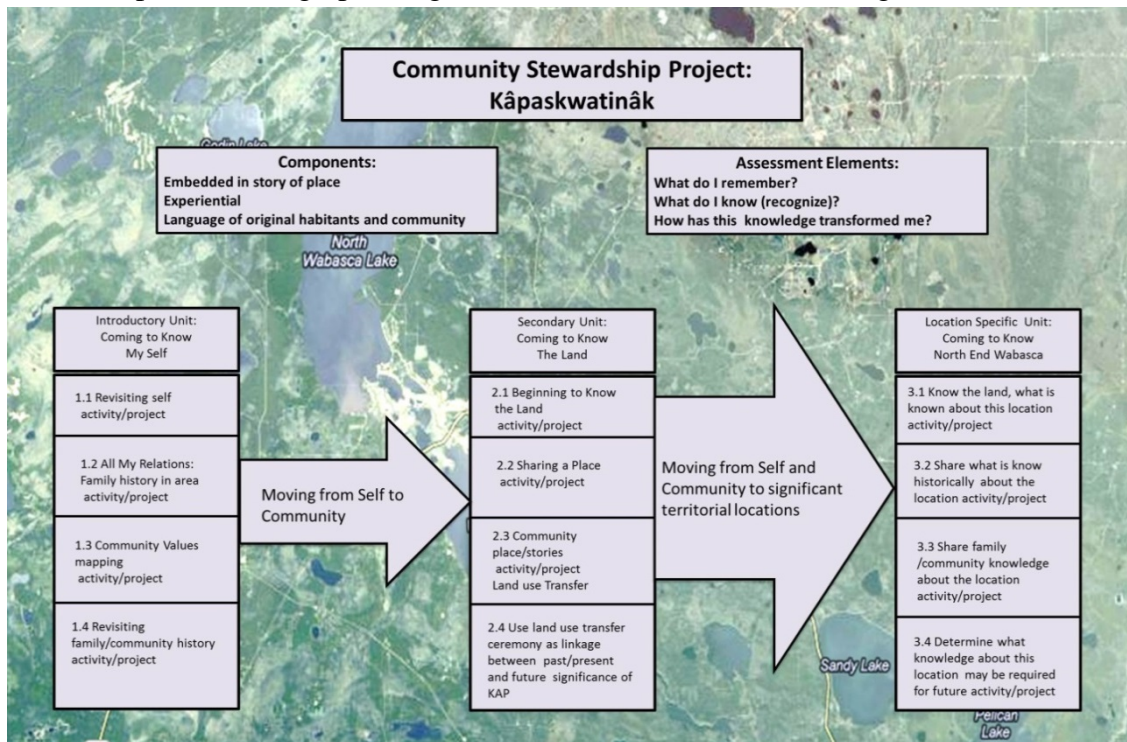 Community Stewardship Project:
Kâpaskwatinâk
Components:
Embedded in story of place
Experiential
Language of original habitants and community
Assessment Elements:
What do I remember?
What do I know (recognize)?
How has this knowledge transformed me?
North
Wabasca Lake
Introductory Unit:
Coming to Know
My Self
1.1 Revisiting self
activity/project
1.2 All My Relations:
Family history in area
activity/project
1.3 Community Values
mapping
activity/project
1.4 Revisiting
family/community history
activity/project
Moving from Self to
Community
Secondary Unit:
Coming to Know
The Land
2.1 Beginning to Know
the Land
activity/project
2.2 Sharing a Place
activity/project
2.3 Community
place/stories
activity/project
Land use Transfer
2.4 Use land use transfer
ceremony as linkage
between past/present
and future significance of
KAP
Moving from Self and
Community to significant
territorial locations
Location Specific Unit:
Coming to Know
North End Wabasca
3.1 Know the land, what is
known about this location
activity/project
3.2 Share what is know
historically about the
location activity/project
3.3 Share family
/community knowledge
about the location
activity/project
3.4 Determine what
knowledge about this
location may be required
for future activity/project
Sandy Lake
Pelican
Lake